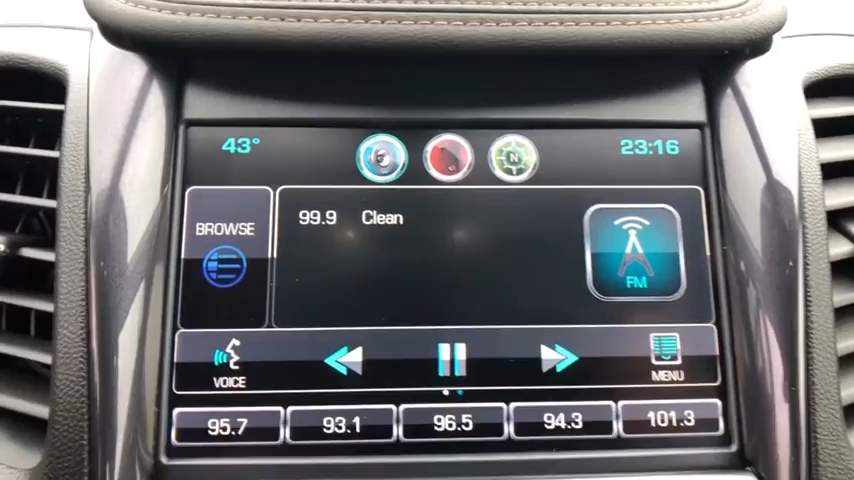 43° N 23:16
BROWSE 99.9 Clean
FM
VOICE MENU
95.7 93.1 96.5 94.3 101.3